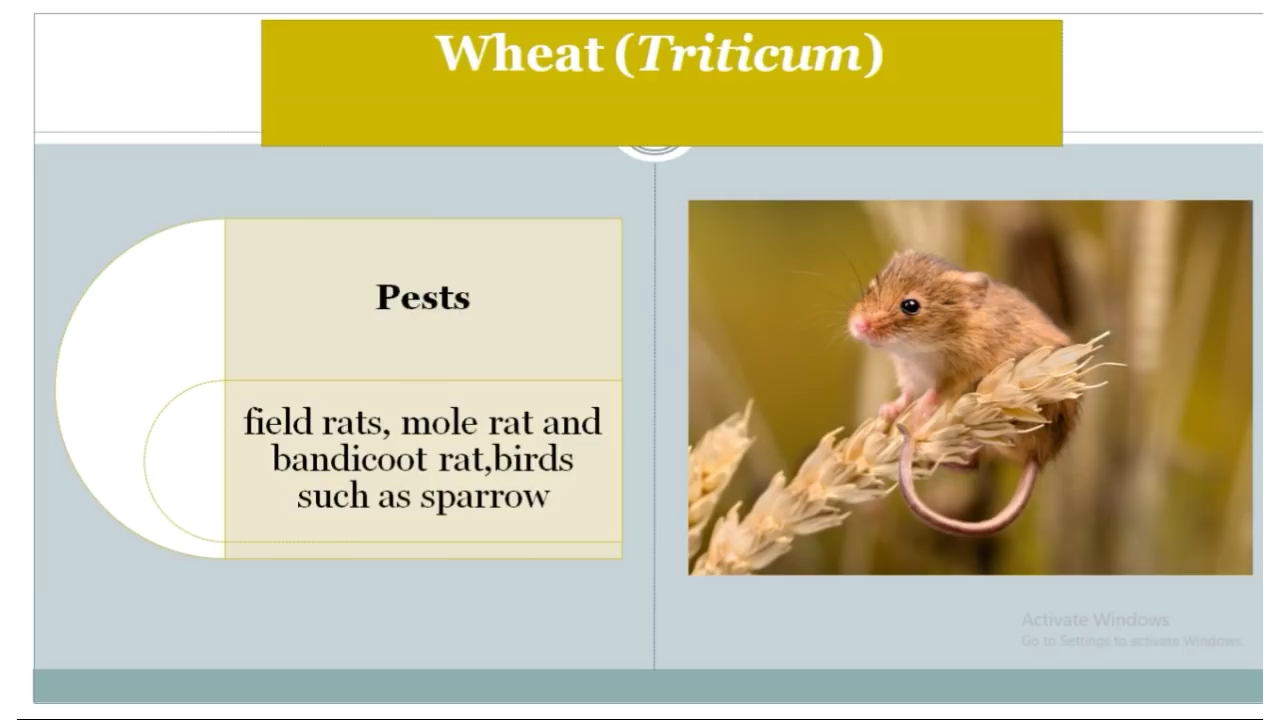 Wheat (Triticum)
Pests
field rats, mole rat and
bandicoot rat,birds
such as sparrow
Activate Windows
Go to Settings to activate Windows.